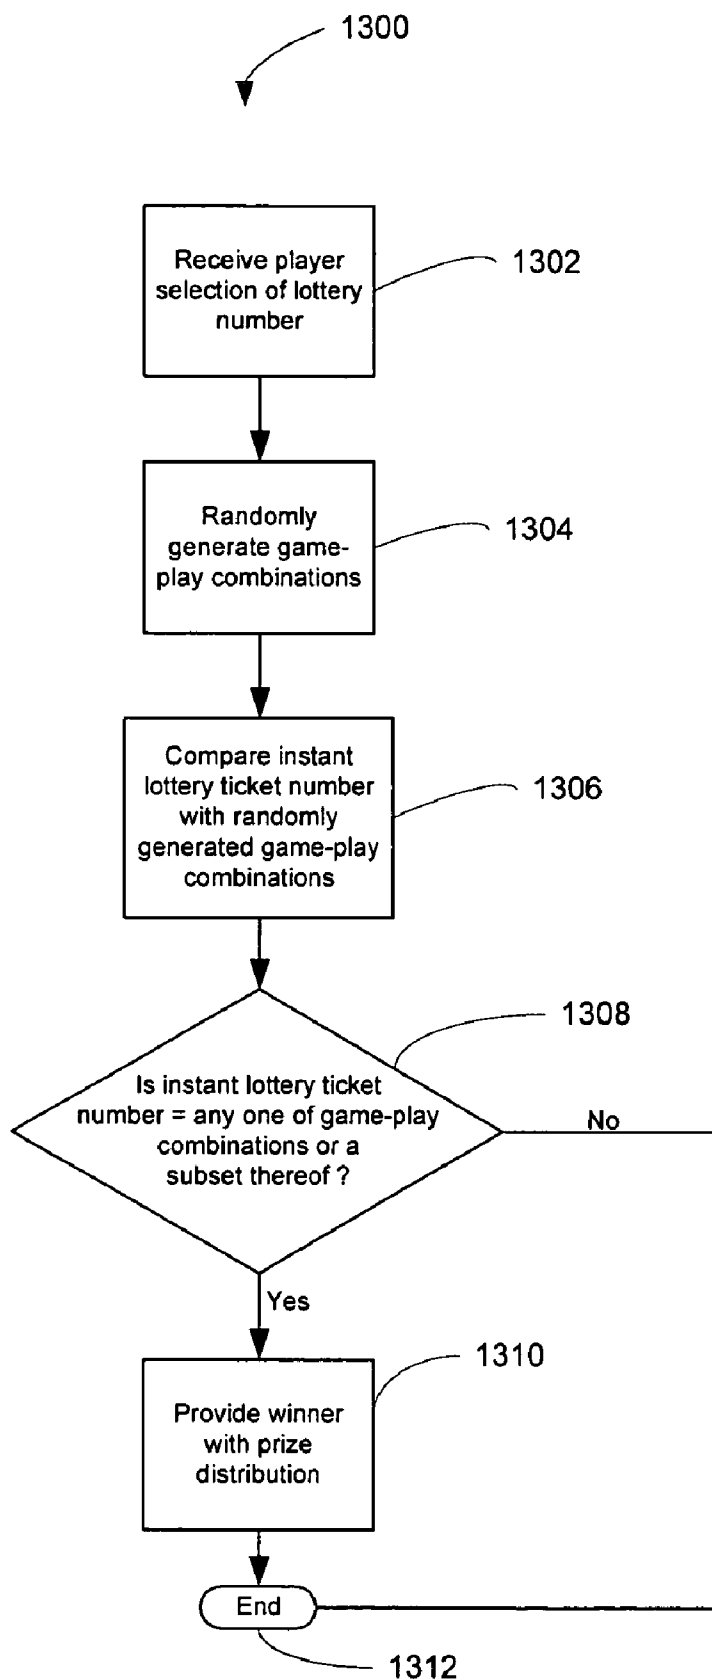 1300
Receive player
selection of lottery
number
1302
Randomly
generate game-
play combinations
1304
Compare instant
lottery ticket number
with randomly
generated game-play
combinations
1306
1308
Is instant lottery ticket
number = any one of game-play
combinations or a
subset thereof ?
No
Yes
1310
Provide winner
with prize
distribution
End
1312